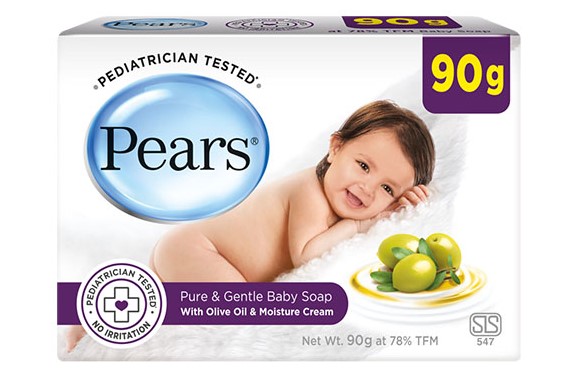 90g
at 78% TFM Baby Soap
PEDIATRICIAN TESTED*
Pears®
90g
PEDIATRICIAN TESTED
NO IRRITATION
Pure & Gentle Baby Soap
With Olive Oil & Moisture Cream
Net Wt. 90g at 78% TFM
SLS
547